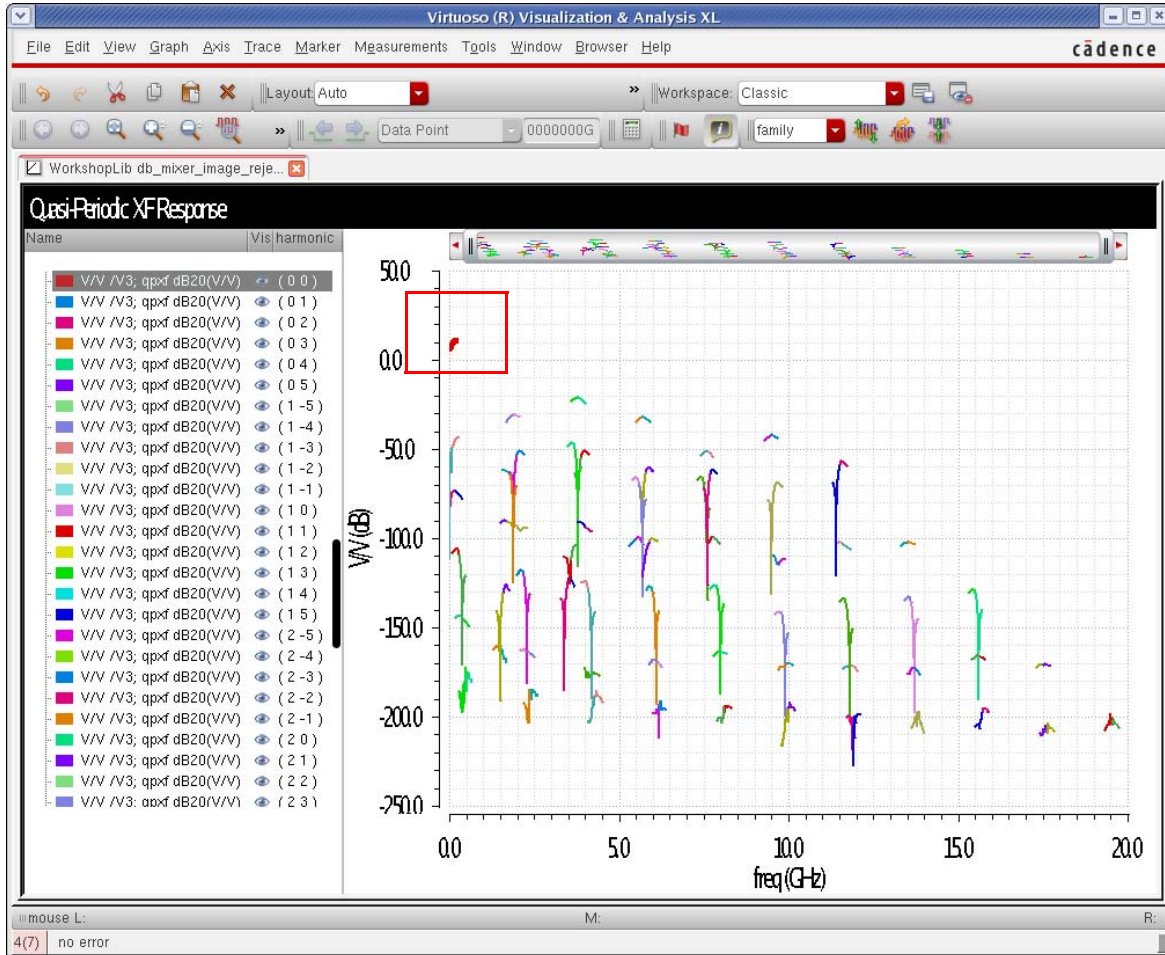 Virtuoso (R) Visualization & Analysis XL
File Edit View Graph Axis Trace Marker Measurements Tools Window Browser Help
cādence
Layout: Auto
» Workspace: Classic
» Data Point 0000000G family
WorkshopLib db_mixer_image_reje...
Quasi-Periodic XF Response
Name Vis harmonic
V/V /V3; qpxf dB20(V/V) (0 0)
V/V /V3; qpxf dB20(V/V) (0 1)
V/V /V3; qpxf dB20(V/V) (0 2)
V/V /V3; qpxf dB20(V/V) (0 3)
V/V /V3; qpxf dB20(V/V) (0 4)
V/V /V3; qpxf dB20(V/V) (0 5)
V/V /V3; qpxf dB20(V/V) (1 -5)
V/V /V3; qpxf dB20(V/V) (1 -4)
V/V /V3; qpxf dB20(V/V) (1 -3)
V/V /V3; qpxf dB20(V/V) (1 -2)
V/V /V3; qpxf dB20(V/V) (1 -1)
V/V /V3; qpxf dB20(V/V) (1 0)
V/V /V3; qpxf dB20(V/V) (1 1)
V/V /V3; qpxf dB20(V/V) (1 2)
V/V /V3; qpxf dB20(V/V) (1 3)
V/V /V3; qpxf dB20(V/V) (1 4)
V/V /V3; qpxf dB20(V/V) (1 5)
V/V /V3; qpxf dB20(V/V) (2 -5)
V/V /V3; qpxf dB20(V/V) (2 -4)
V/V /V3; qpxf dB20(V/V) (2 -3)
V/V /V3; qpxf dB20(V/V) (2 -2)
V/V /V3; qpxf dB20(V/V) (2 -1)
V/V /V3; qpxf dB20(V/V) (2 0)
V/V /V3; qpxf dB20(V/V) (2 1)
V/V /V3; qpxf dB20(V/V) (2 2)
V/V /V3; qpxf dB20(V/V) (2 3)
50.0
0.0
-50.0
-100.0
-150.0
-200.0
-250.0
V/V (dB)
0.0 5.0 10.0 15.0 20.0
freq (GHz)
mouse L: M: R:
4(7) no error